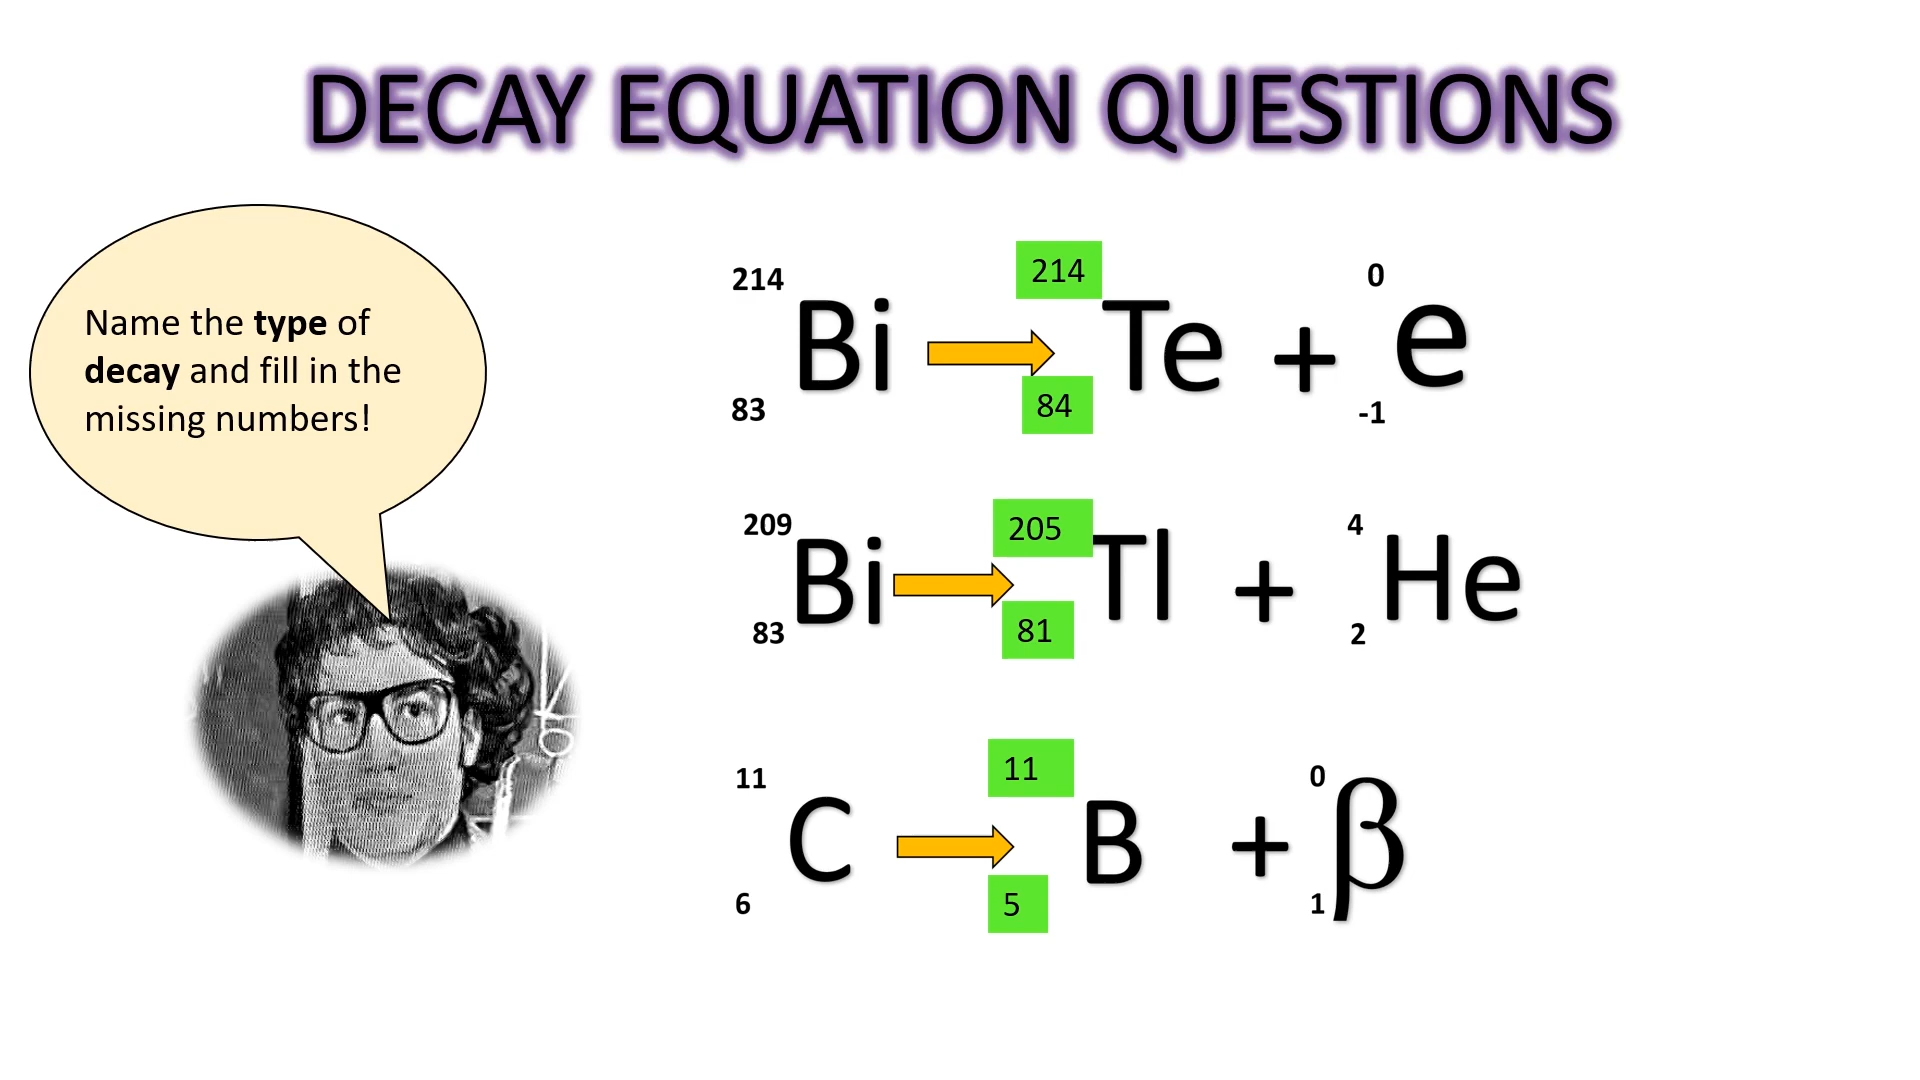 DECAY EQUATION QUESTIONS
Name the type of
decay and fill in the
missing numbers!
214 214 0
Bi Te + e
83 84 -1
209 205 4
Bi Tl + He
83 81 2
11 11 0
C B + β
6 5 1